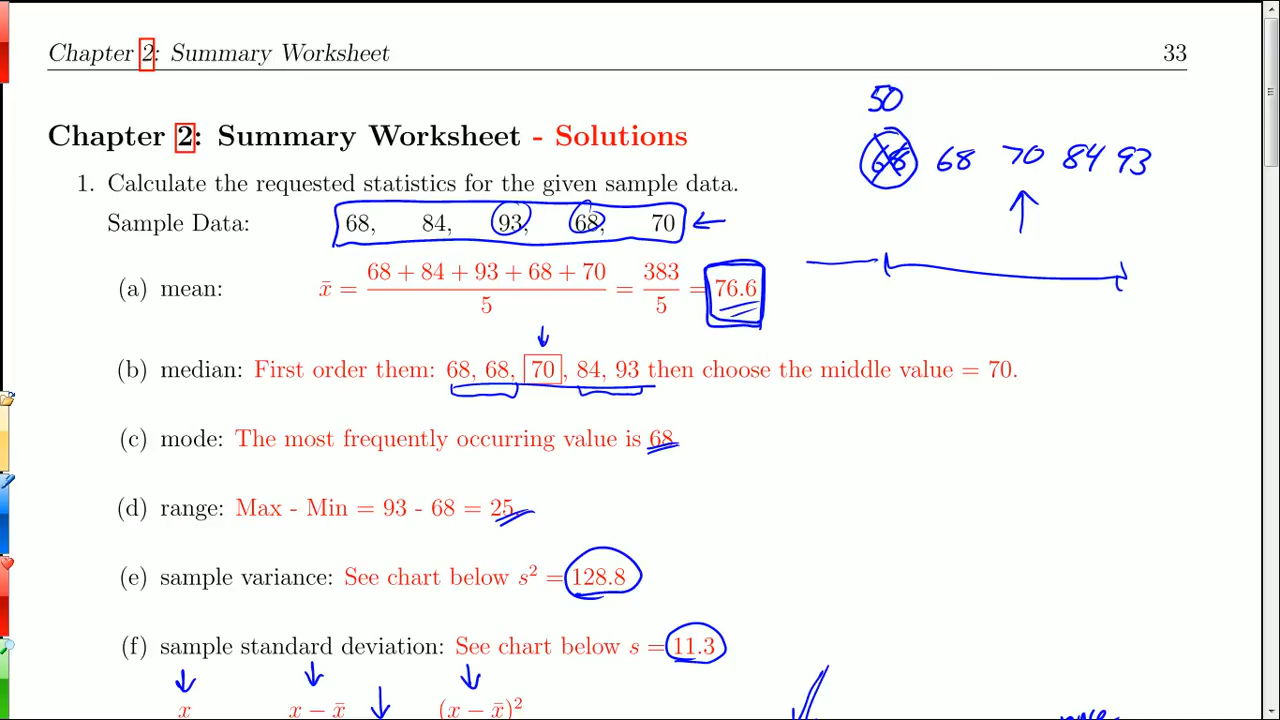 Chapter 2: Summary Worksheet 33
50
Chapter 2: Summary Worksheet - Solutions
68 68 70 84 93
1. Calculate the requested statistics for the given sample data.
Sample Data: 68, 84, 93, 68, 70
(a) mean: x̄ = (68 + 84 + 93 + 68 + 70)/5 = 383/5 = 76.6
(b) median: First order them: 68, 68, 70, 84, 93 then choose the middle value = 70.
(c) mode: The most frequently occurring value is 68
(d) range: Max - Min = 93 - 68 = 25
(e) sample variance: See chart below s² = 128.8
(f) sample standard deviation: See chart below s = 11.3
x x − x̄ (x − x̄)²